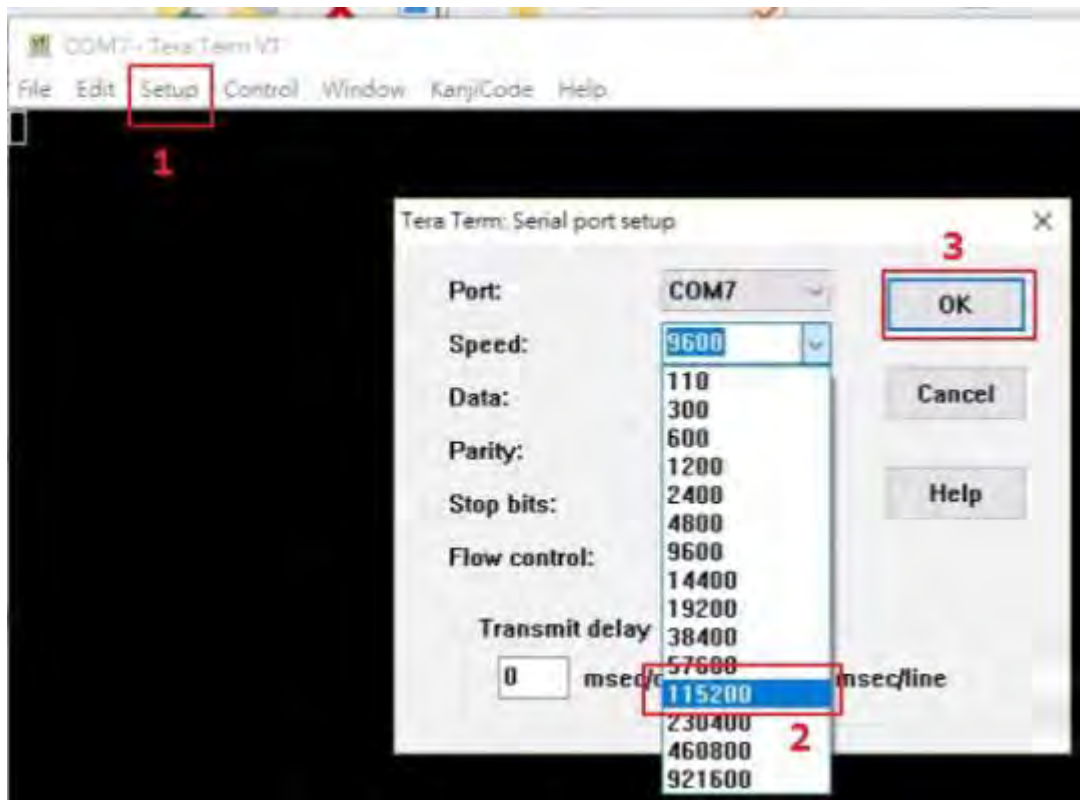 COM7 - Tera Term VT
File Edit Setup Control Window KanjiCode Help
1
Tera Term: Serial port setup
3
Port: COM7 OK
Speed: 9600
110
Data: Cancel
300
600
Parity:
1200
2400 Help
Stop bits:
4800
Flow control: 9600
14400
19200
Transmit delay 38400
57600
0 msec/c msec/line
115200
230400 2
460800
921600